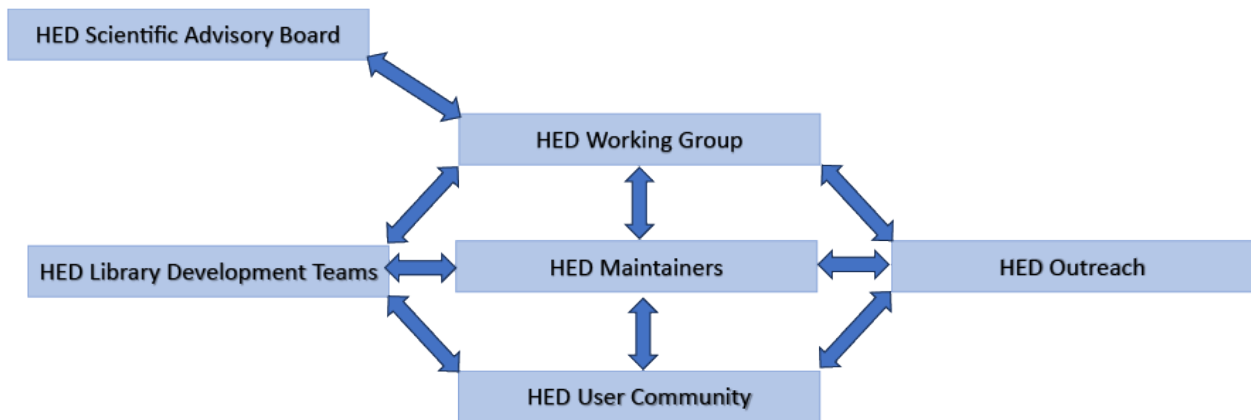 HED Scientific Advisory Board
HED Working Group
HED Library Development Teams
HED Maintainers
HED Outreach
HED User Community